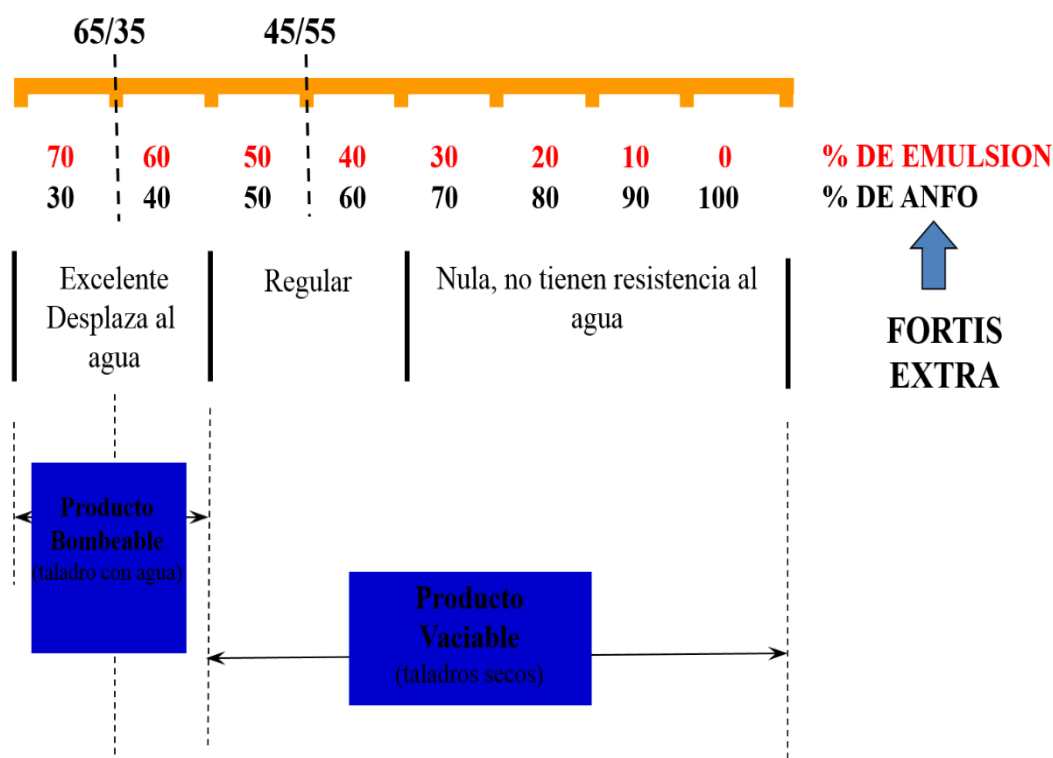 65/35 45/55
70 60 50 40 30 20 10 0 % DE EMULSION
30 40 50 60 70 80 90 100 % DE ANFO
Excelente
Desplaza al
agua
Regular
Nula, no tienen resistencia al
agua
FORTIS
EXTRA
Producto
Bombeable
(taladro con agua)
Producto
Vaciable
(taladros secos)